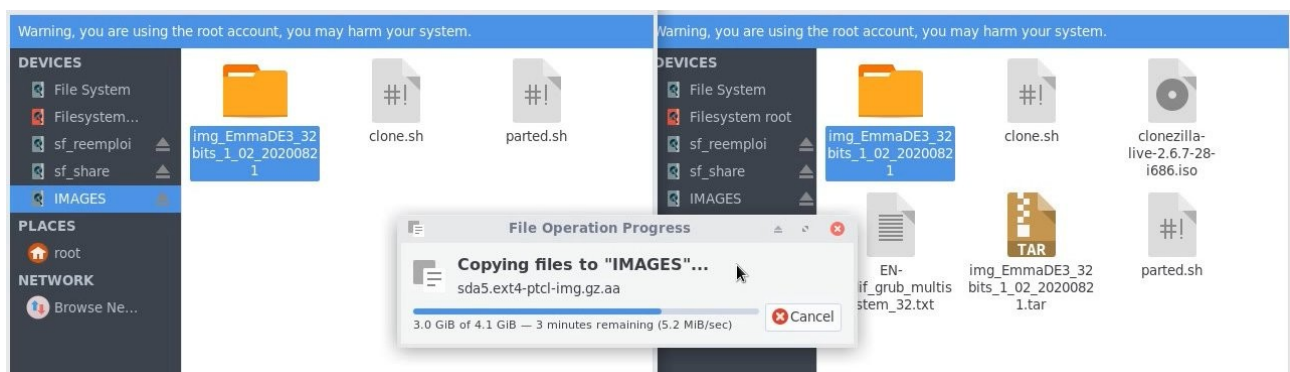 Warning, you are using the root account, you may harm your system.
DEVICES
File System
Filesystem...
sf_reemploi
sf_share
IMAGES
PLACES
root
NETWORK
Browse Ne...
img_EmmaDE3_32
bits_1_02_2020082
1
clone.sh
parted.sh
Warning, you are using the root account, you may harm your system.
DEVICES
File System
Filesystem root
sf_reemploi
sf_share
IMAGES
img_EmmaDE3_32
bits_1_02_2020082
1
clone.sh
clonezilla-
live-2.6.7-28-
i686.iso
EN-
if_grub_multis
stem_32.txt
TAR
img_EmmaDE3_32
bits_1_02_2020082
1.tar
parted.sh
File Operation Progress
Copying files to "IMAGES"...
sda5.ext4-ptcl-img.gz.aa
3.0 GiB of 4.1 GiB — 3 minutes remaining (5.2 MiB/sec)
Cancel